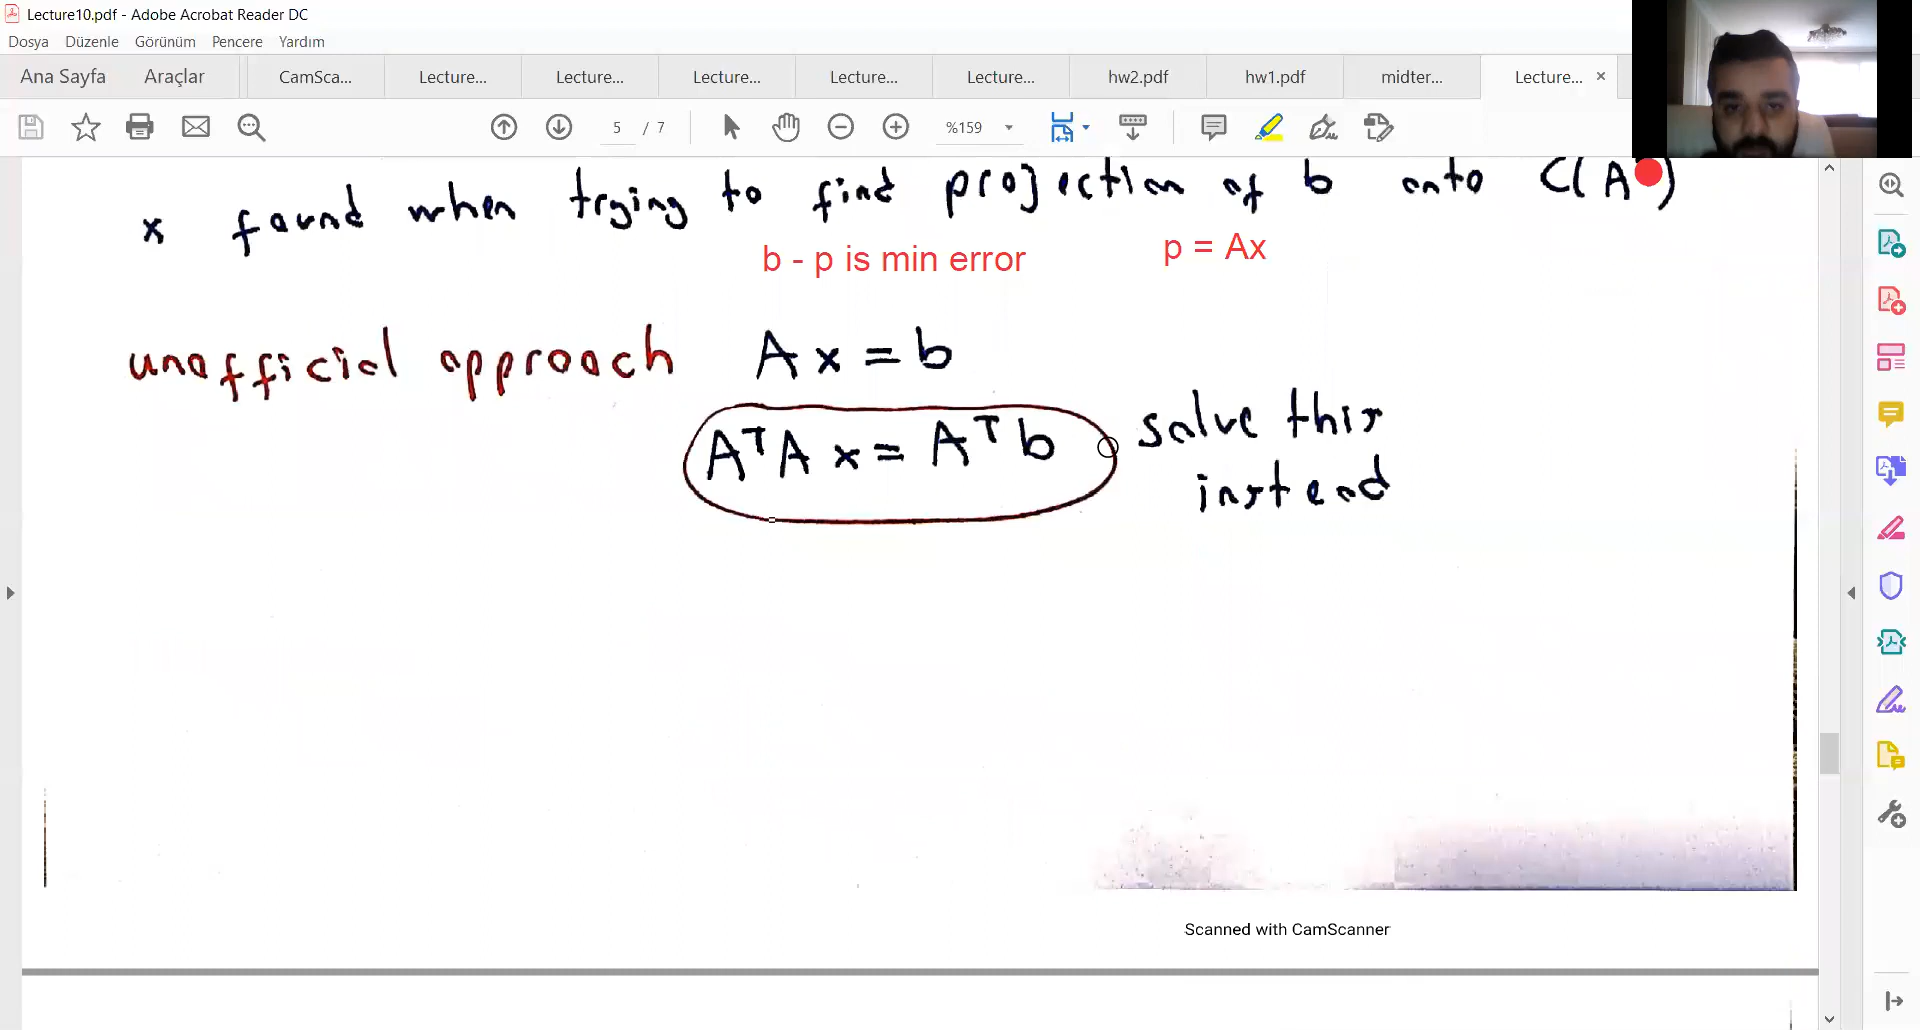 Lecture10.pdf - Adobe Acrobat Reader DC
Dosya Düzenle Görünüm Pencere Yardım
Ana Sayfa Araçlar CamSca... Lecture... Lecture... Lecture... Lecture... Lecture... hw2.pdf hw1.pdf midter... Lecture... ×
5 / 7 %159
x found when trying to find projection of b onto C(A)
b - p is min error p = Ax
unofficial approach Ax = b
AᵀA x = Aᵀb solve this
instead
Scanned with CamScanner